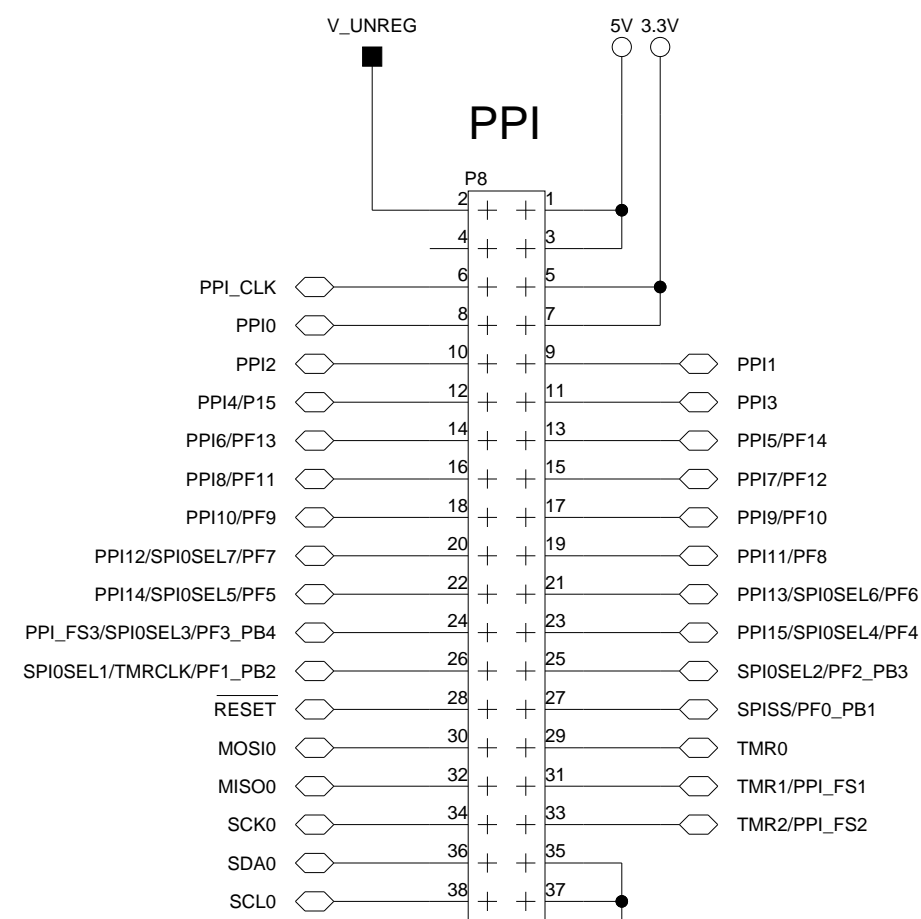 V_UNREG 5V 3.3V
PPI
P8
2 1
4 3
PPI_CLK 6 5
PPI0 8 7
PPI2 10 9 PPI1
PPI4/P15 12 11 PPI3
PPI6/PF13 14 13 PPI5/PF14
PPI8/PF11 16 15 PPI7/PF12
PPI10/PF9 18 17 PPI9/PF10
PPI12/SPI0SEL7/PF7 20 19 PPI11/PF8
PPI14/SPI0SEL5/PF5 22 21 PPI13/SPI0SEL6/PF6
PPI_FS3/SPI0SEL3/PF3_PB4 24 23 PPI15/SPI0SEL4/PF4
SPI0SEL1/TMRCLK/PF1_PB2 26 25 SPI0SEL2/PF2_PB3
RESET 28 27 SPISS/PF0_PB1
MOSI0 30 29 TMR0
MISO0 32 31 TMR1/PPI_FS1
SCK0 34 33 TMR2/PPI_FS2
SDA0 36 35
SCL0 38 37